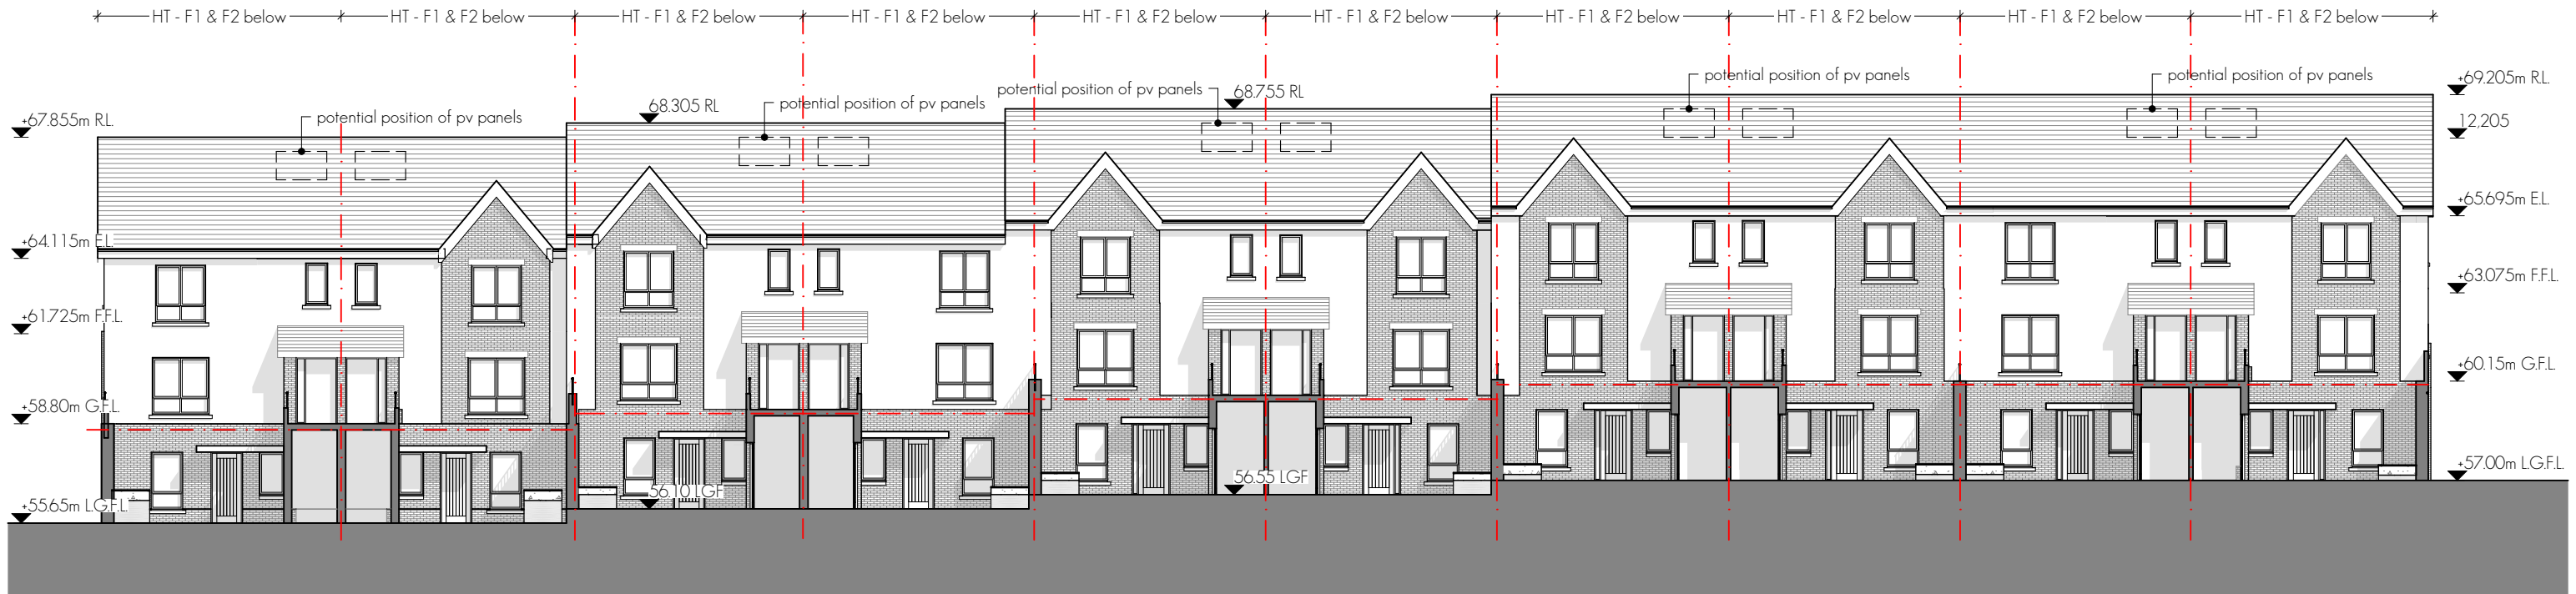 HT - F1 & F2 below
HT - F1 & F2 below
HT - F1 & F2 below
HT - F1 & F2 below
HT - F1 & F2 below
HT - F1 & F2 below
HT - F1 & F2 below
HT - F1 & F2 below
HT - F1 & F2 below
HT - F1 & F2 below
+67.855m R.L.
potential position of pv panels
68.305 RL
potential position of pv panels
potential position of pv panels
68.755 RL
potential position of pv panels
potential position of pv panels
+69.205m R.L.
12,205
+64.115m E.L.
+65.695m E.L.
+61.725m F.F.L.
+63.075m F.F.L.
+58.80m G.F.L.
+60.15m G.F.L.
+55.65m L.G.F.L
56.10 LGF
56.55 LGF
+57.00m L.G.F.L